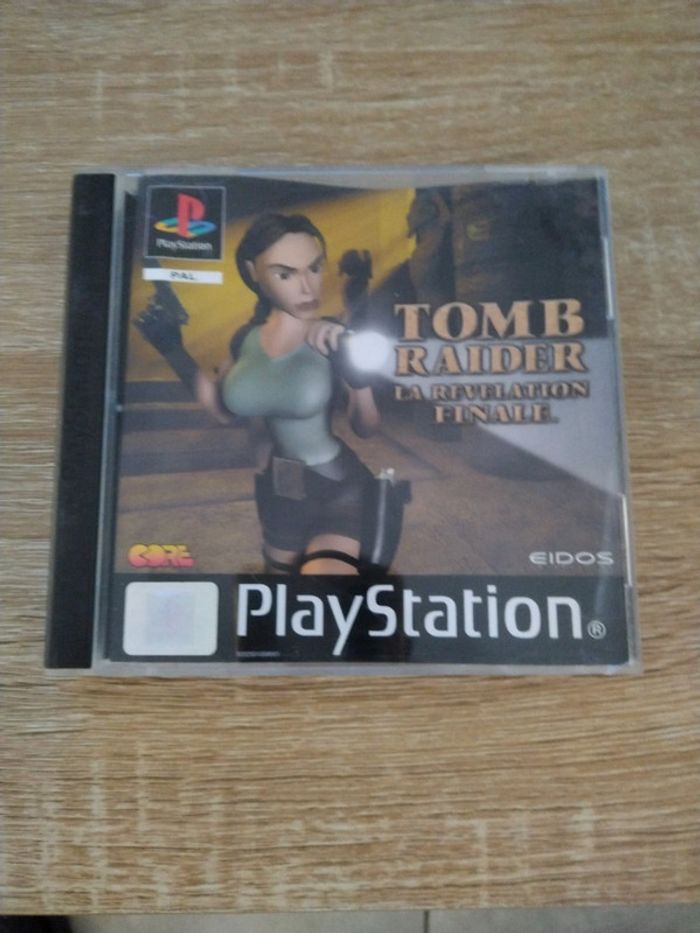 PlayStation
PAL
TOMB
RAIDER
LA REVELATION
FINALE
CORE
EIDOS
PlayStation®